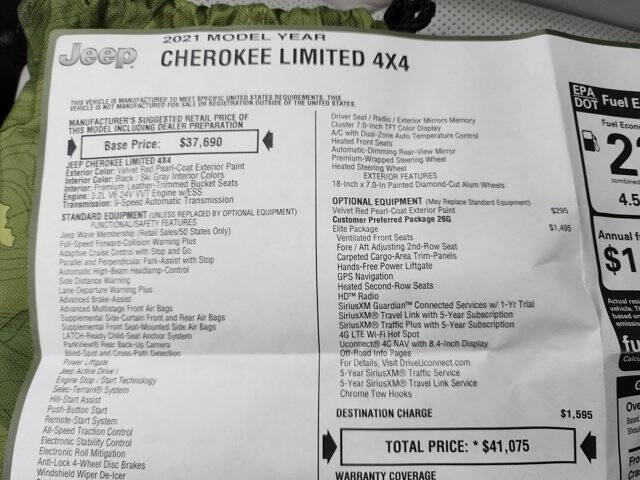 Jeep
2021 MODEL YEAR
CHEROKEE LIMITED 4X4
THIS VEHICLE IS MANUFACTURED TO MEET SPECIFIC UNITED STATES REQUIREMENTS. THIS
VEHICLE IS NOT MANUFACTURED FOR SALE OR REGISTRATION OUTSIDE OF THE UNITED STATES.
MANUFACTURER'S SUGGESTED RETAIL PRICE OF
THIS MODEL INCLUDING DEALER PREPARATION
Base Price: $37,690
JEEP CHEROKEE LIMITED 4X4
Exterior Color: Velvet Red Pearl-Coat Exterior Paint
Interior Color: Black / Ski Gray Interior Colors
Interior: Premium Leather-Trimmed Bucket Seats
Engine: 3.2L V6 24V VVT Engine w/ESS
Transmission: 9-Speed Automatic Transmission
STANDARD EQUIPMENT (UNLESS REPLACED BY OPTIONAL EQUIPMENT)
FUNCTIONAL/SAFETY FEATURES
Jeep Wave Membership (Retail Sales/50 States Only)
Full-Speed Forward-Collision Warning Plus
Adaptive Cruise Control with Stop and Go
Parallel and Perpendicular Park-Assist with Stop
Automatic High-Beam Headlamp-Control
Side Distance Warning
Lane-Departure Warning Plus
Advanced Brake-Assist
Advanced Multistage Front Air Bags
Supplemental Side-Curtain Front and Rear Air Bags
Supplemental Front Seat-Mounted Side Air Bags
LATCH-Ready Child-Seat Anchor System
ParkView® Rear Back-Up Camera
Blind-Spot and Cross-Path Detection
Power Liftgate
Jeep Active Drive I
Engine Stop / Start Technology
Selec-Terrain® System
Hill-Start Assist
Push-Button Start
Remote-Start System
All-Speed Traction Control
Electronic Stability Control
Electronic Roll Mitigation
Anti-Lock 4-Wheel Disc Brakes
Windshield Wiper De-Icer
Driver Seat / Radio / Exterior Mirrors Memory
Cluster 7.0-Inch TFT Color Display
A/C with Dual-Zone Auto Temperature Control
Heated Front Seats
Automatic-Dimming Rear-View Mirror
Premium-Wrapped Steering Wheel
Heated Steering Wheel
EXTERIOR FEATURES
18-Inch x 7.0-In Painted Diamond-Cut Alum Wheels
OPTIONAL EQUIPMENT (May Replace Standard Equipment)
Velvet Red Pearl-Coat Exterior Paint $295
Customer Preferred Package 26G
Elite Package $1,495
Ventilated Front Seats
Fore / Aft Adjusting 2nd-Row Seat
Carpeted Cargo-Area Trim-Panels
Hands-Free Power Liftgate
GPS Navigation
Heated Second-Row Seats
HD™ Radio
SiriusXM Guardian™ Connected Services w/ 1-Yr Trial
SiriusXM® Travel Link with 5-Year Subscription
SiriusXM® Traffic Plus with 5-Year Subscription
4G LTE Wi-Fi Hot Spot
Uconnect® 4C NAV with 8.4-Inch Display
Off-Road Info Pages
For Details, Visit DriveUconnect.com
5-Year SiriusXM® Traffic Service
5-Year SiriusXM® Travel Link Service
Chrome Tow Hooks
DESTINATION CHARGE $1,595
TOTAL PRICE: * $41,075
WARRANTY COVERAGE
EPA
DOT Fuel E
Fuel Econo
2
combined
4.5
Annual f
$1
Actual resu
vehicle. Th
based on
emission
fu
Calcu
Ove
Based
Shou
Fro
Cras